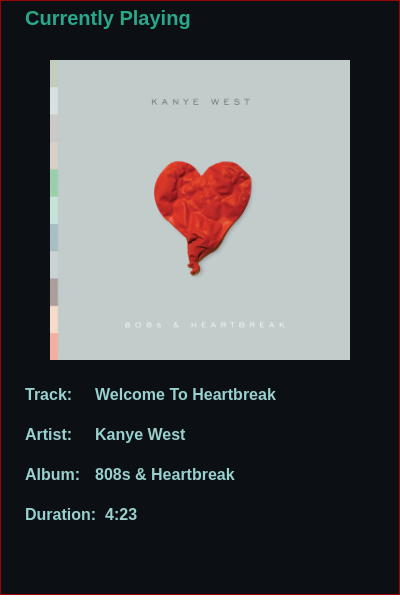 Currently Playing
KANYE WEST
808s & HEARTBREAK
Track: Welcome To Heartbreak
Artist: Kanye West
Album: 808s & Heartbreak
Duration: 4:23